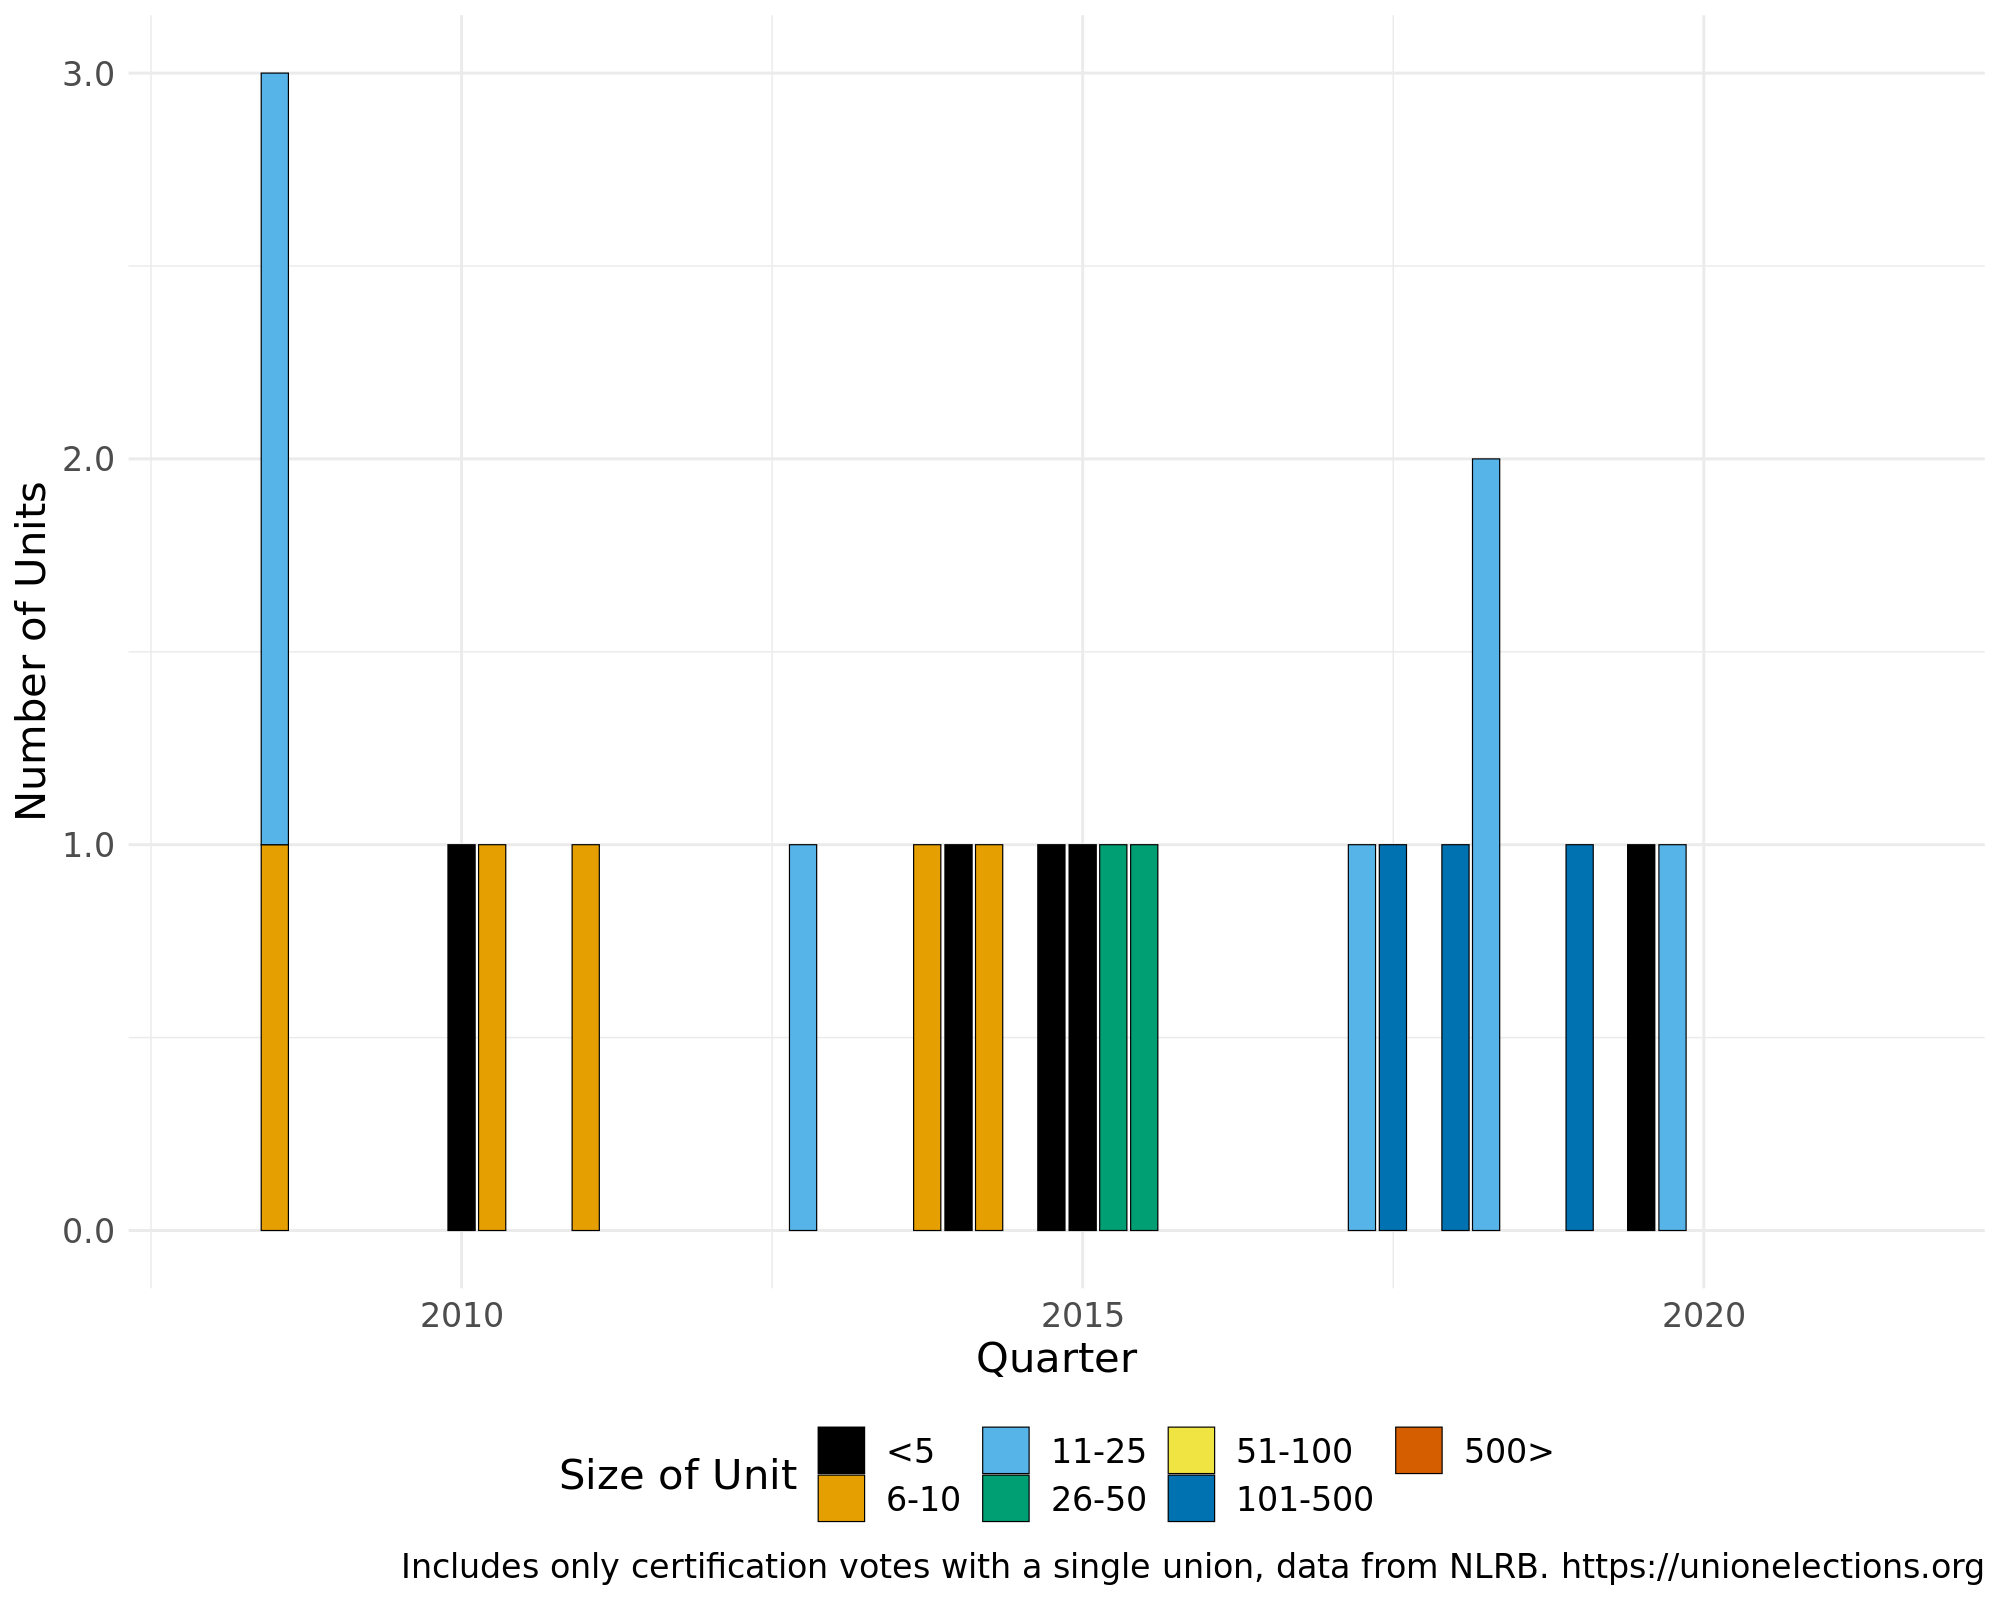 3.0
2.0
1.0
0.0
Number of Units
2010 2015 2020
Quarter
Size of Unit
<5 11-25 51-100 500>
6-10 26-50 101-500
Includes only certification votes with a single union, data from NLRB. https://unionelections.org